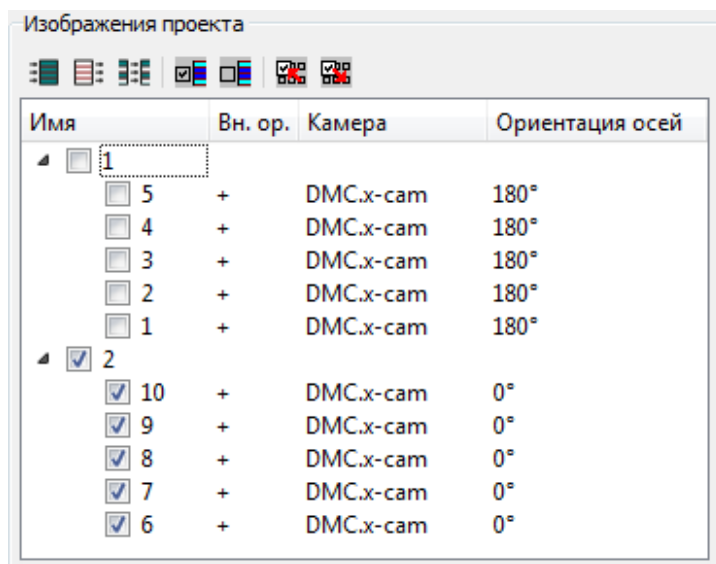 Изображения проекта
Имя Вн. ор. Камера Ориентация осей
1
5 + DMC.x-cam 180°
4 + DMC.x-cam 180°
3 + DMC.x-cam 180°
2 + DMC.x-cam 180°
1 + DMC.x-cam 180°
2
10 + DMC.x-cam 0°
9 + DMC.x-cam 0°
8 + DMC.x-cam 0°
7 + DMC.x-cam 0°
6 + DMC.x-cam 0°